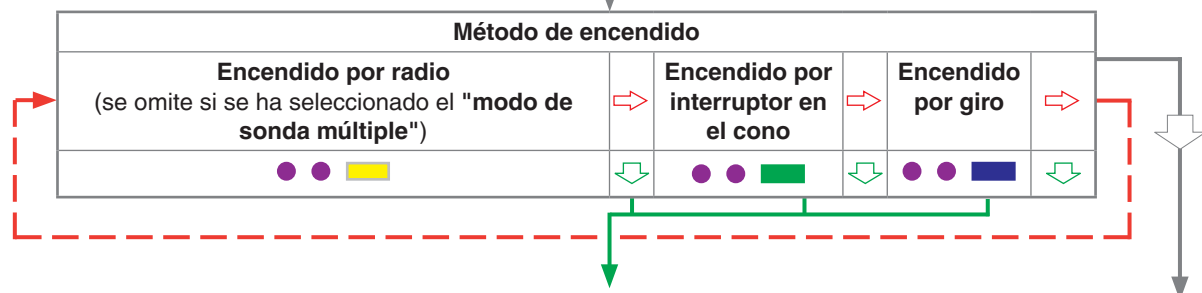 Método de encendido
Encendido por radio
(se omite si se ha seleccionado el "modo de
sonda múltiple")
Encendido por
interruptor en
el cono
Encendido
por giro